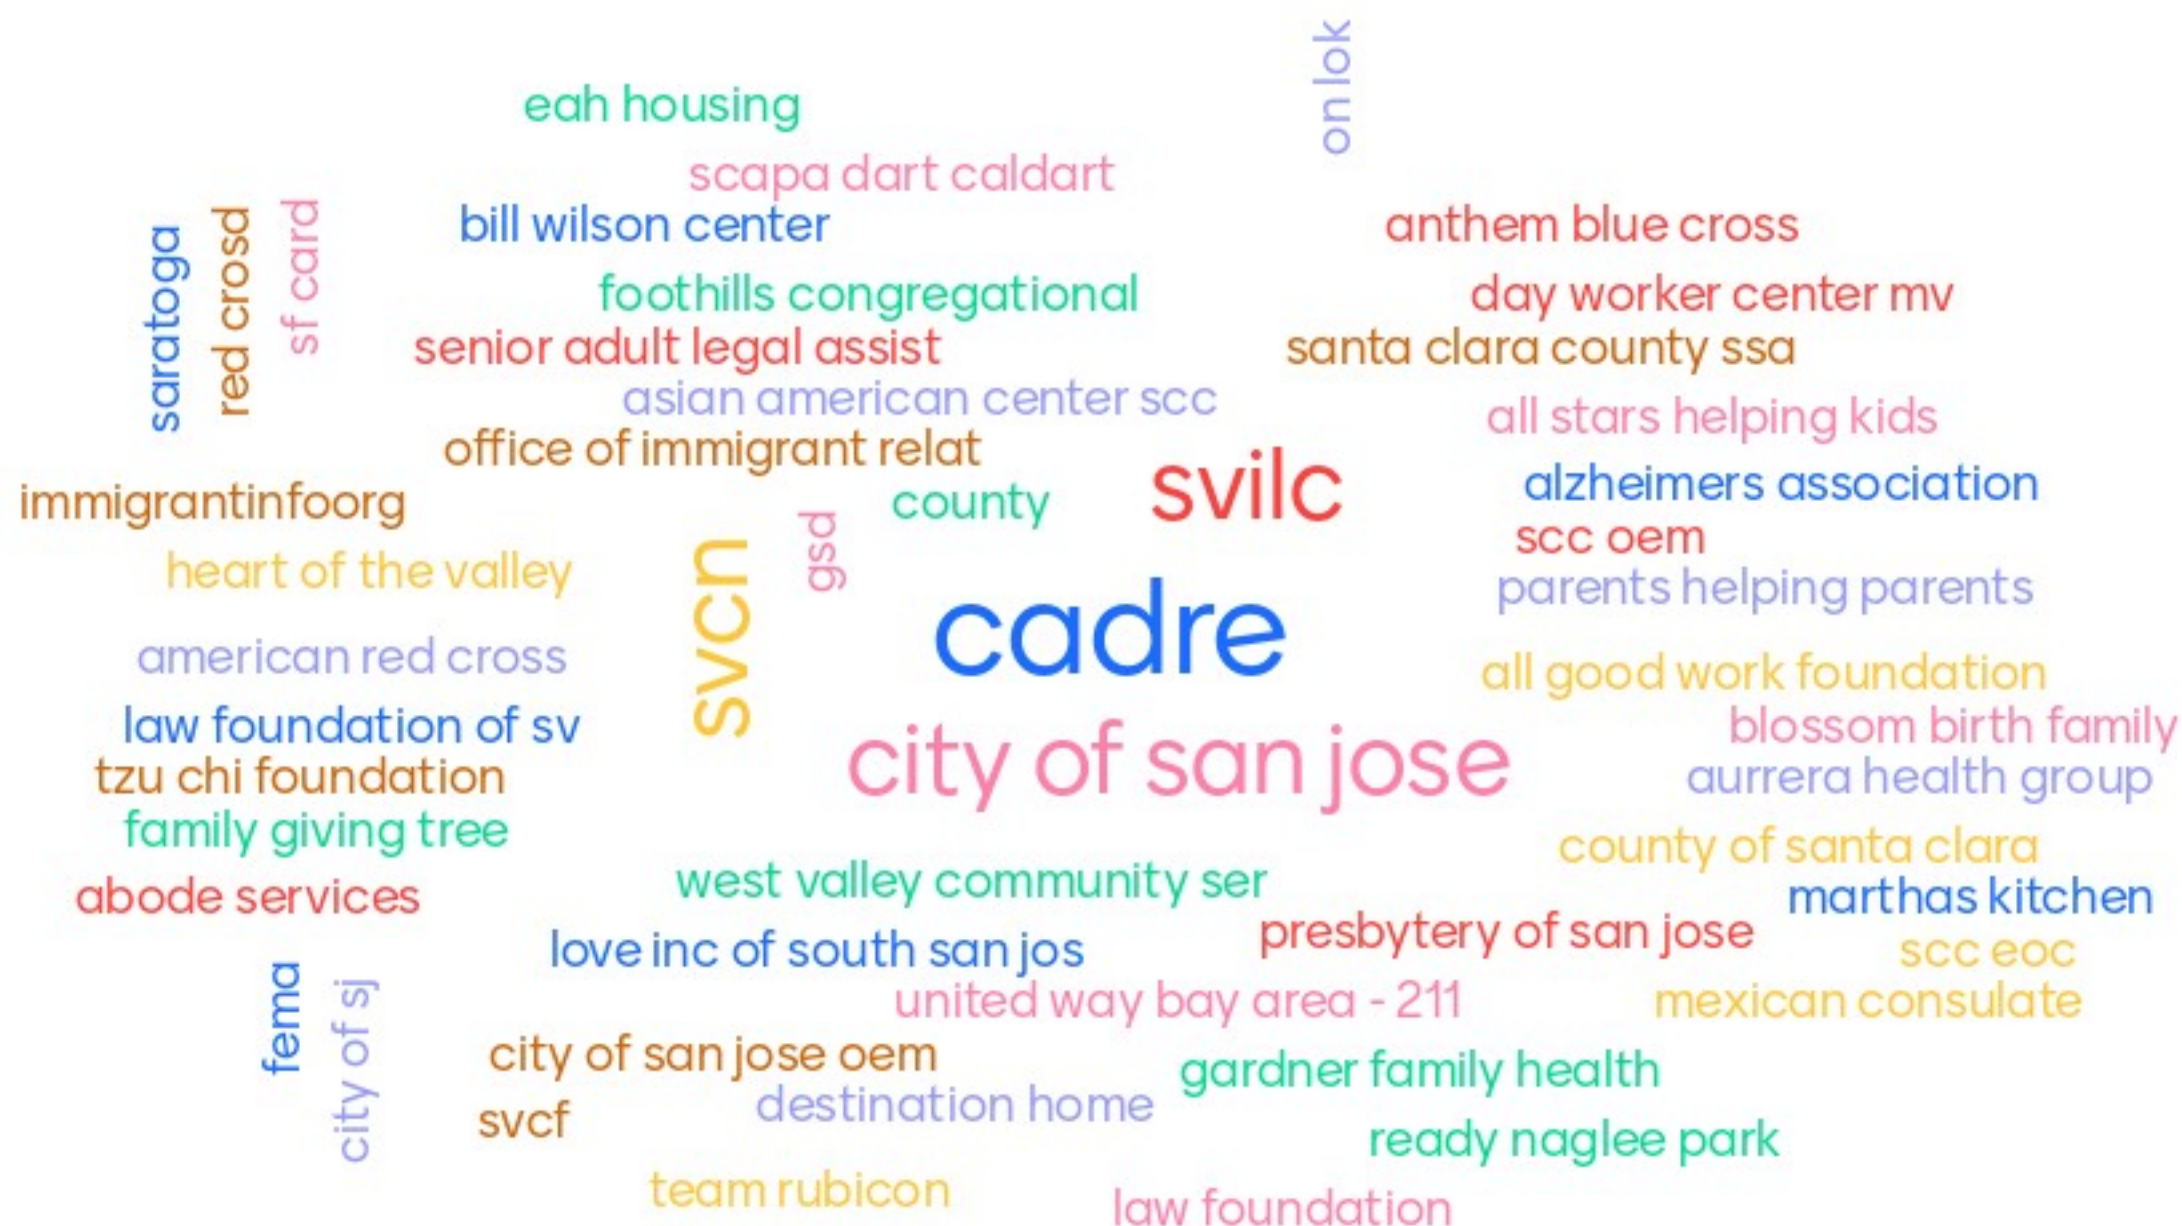 on lok
eah housing
scapa dart caldart
saratoga
red crosd
sf card
bill wilson center
anthem blue cross
foothills congregational
day worker center mv
senior adult legal assist
santa clara county ssa
asian american center scc
all stars helping kids
office of immigrant relat
svilc
alzheimers association
immigrantinfoorg
county
gsd
scc oem
svcn
heart of the valley
parents helping parents
cadre
american red cross
all good work foundation
law foundation of sv
blossom birth family
city of san jose
tzu chi foundation
aurrera health group
family giving tree
county of santa clara
west valley community ser
abode services
marthas kitchen
presbytery of san jose
love inc of south san jos
scc eoc
united way bay area - 211
mexican consulate
fema
city of sj
city of san jose oem
gardner family health
destination home
svcf
ready naglee park
team rubicon
law foundation